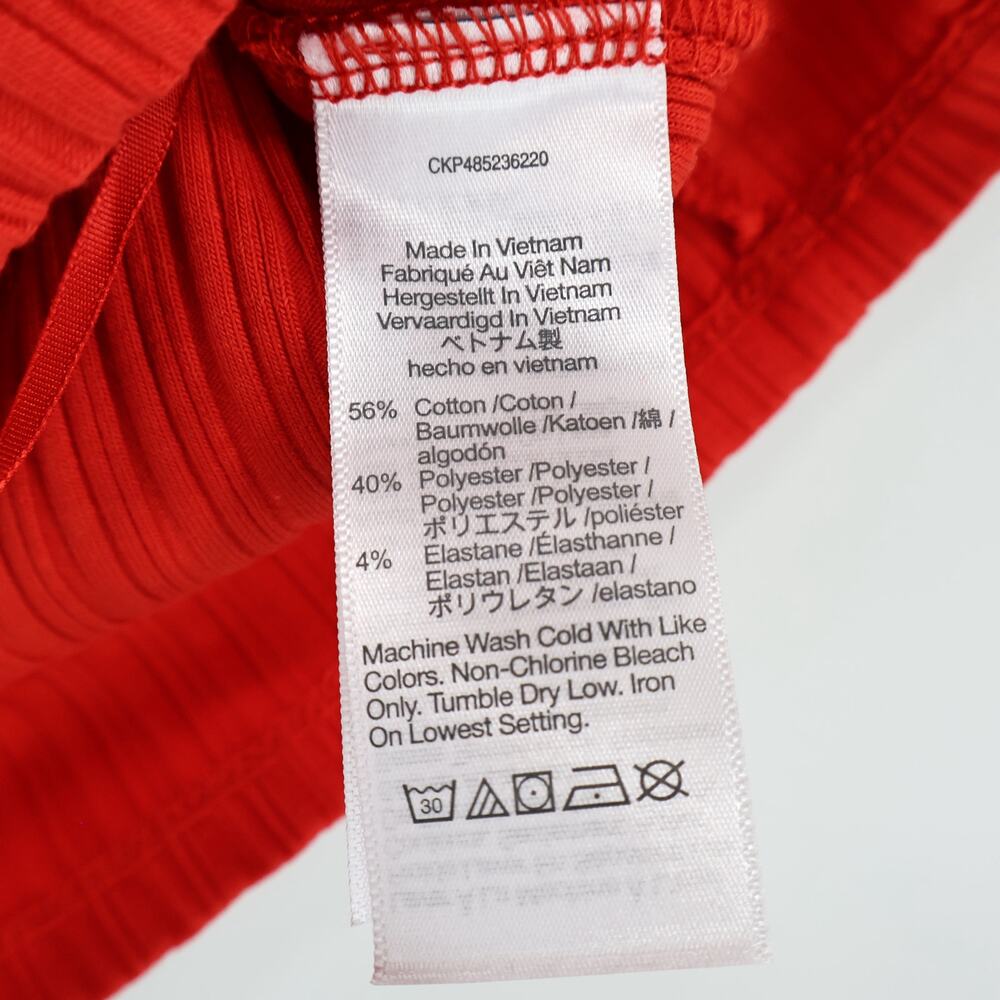 CKP485236220
Made In Vietnam
Fabriqué Au Viêt Nam
Hergestellt In Vietnam
Vervaardigd In Vietnam
ベトナム製
hecho en vietnam
56% Cotton /Coton /
Baumwolle /Katoen /綿 /
algodón
40% Polyester /Polyester /
Polyester /Polyester /
ポリエステル /poliéster
4% Elastane /Élasthanne /
Elastan /Elastaan /
ポリウレタン /elastano
Machine Wash Cold With Like
Colors. Non-Chlorine Bleach
Only. Tumble Dry Low. Iron
On Lowest Setting.
30